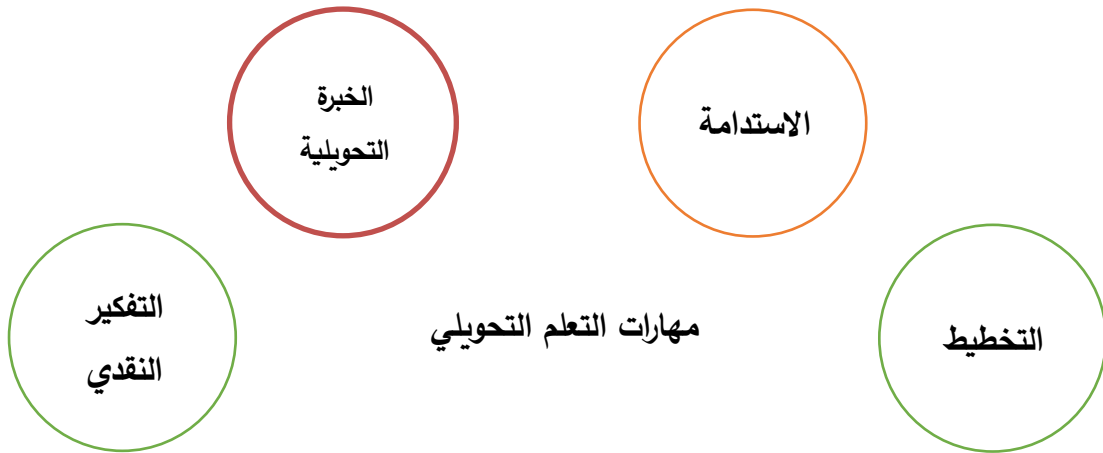 الخبرة
التحويلية
الاستدامة
التفكير
النقدي
مهارات التعلم التحويلي
التخطيط